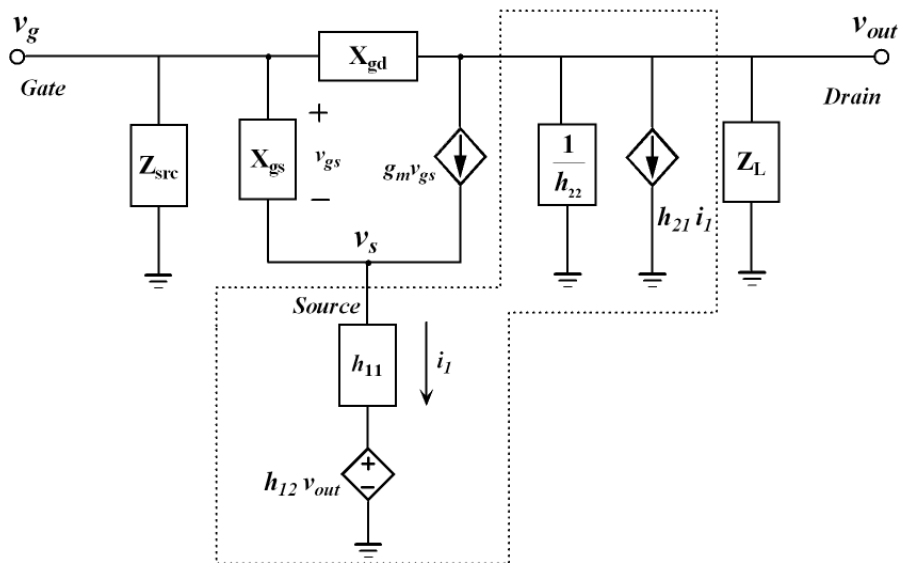 v_g
v_out
X_gd
Gate
Drain
+
Z_src
X_gs
v_gs
−
g_m v_gs
1
h_22
h_21 i_1
Z_L
v_s
Source
h_11
i_1
h_12 v_out
+
−